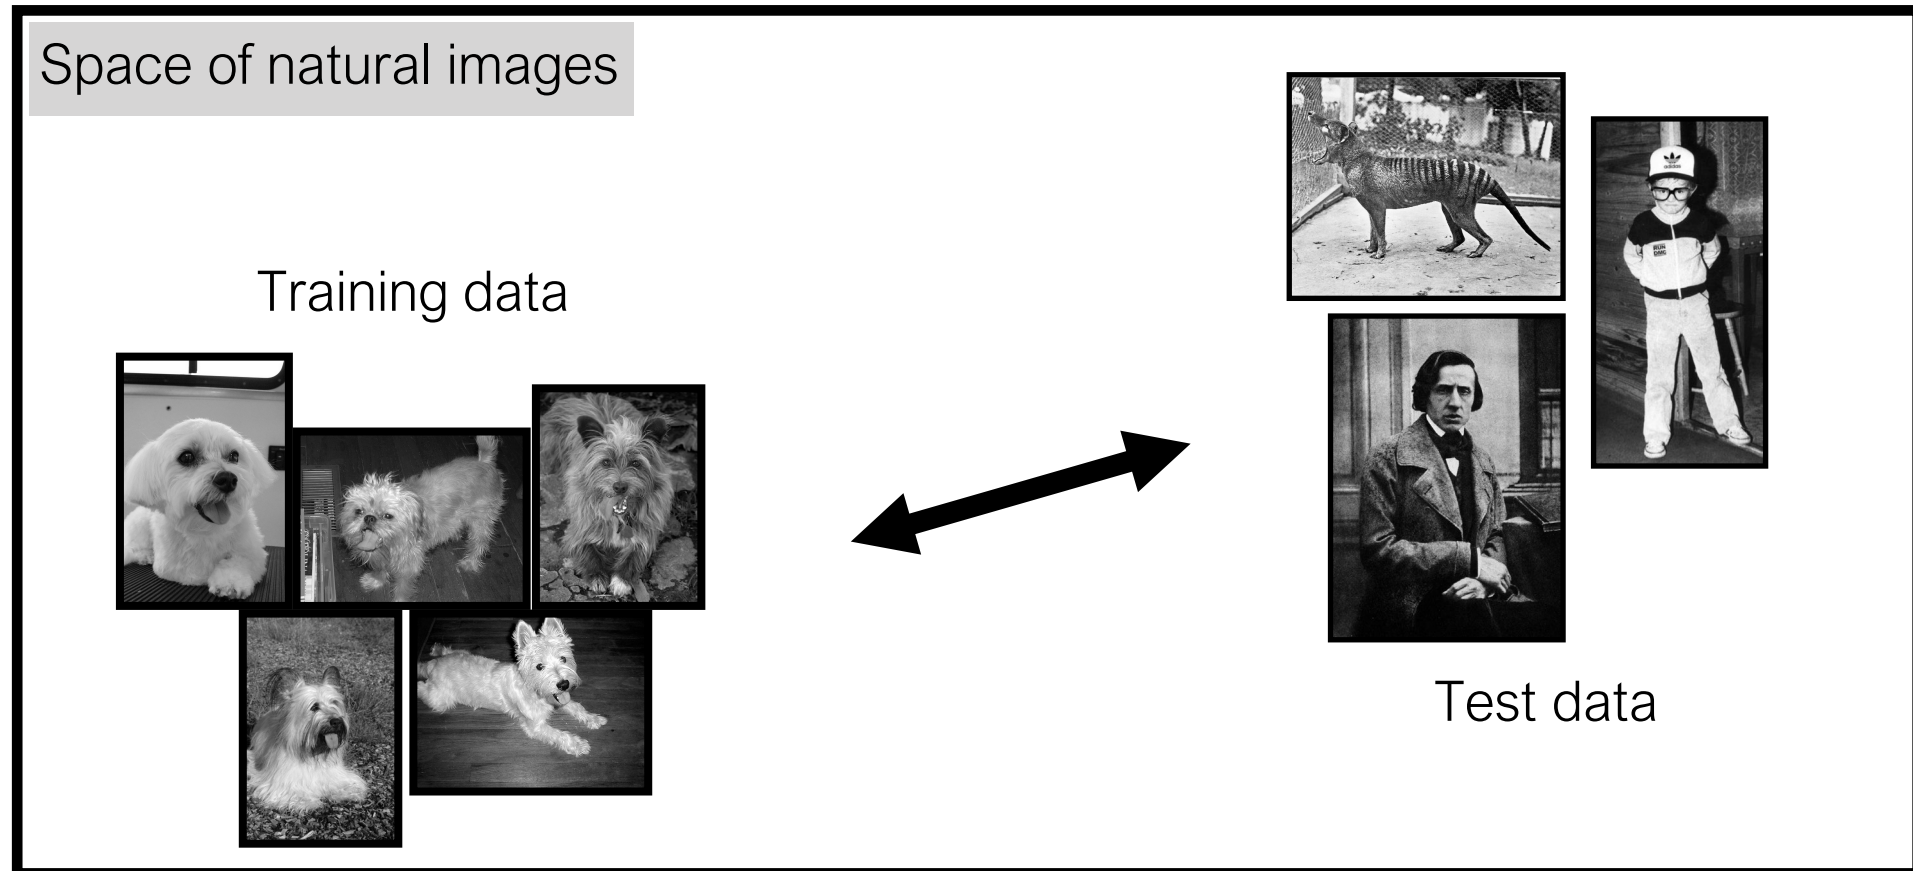 Space of natural images
Training data
adidas
RUN
DMC
Test data